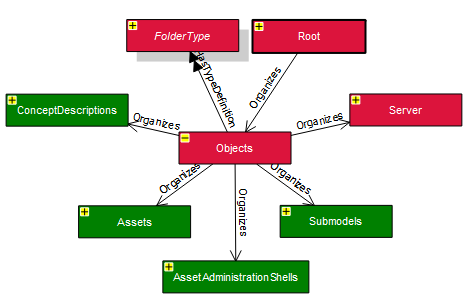 FolderType
Root
HasTypeDefinition
Organizes
ConceptDescriptions
Organizes
Organizes
Server
Objects
Organizes
Organizes
Organizes
Assets
Submodels
AssetAdministrationShells